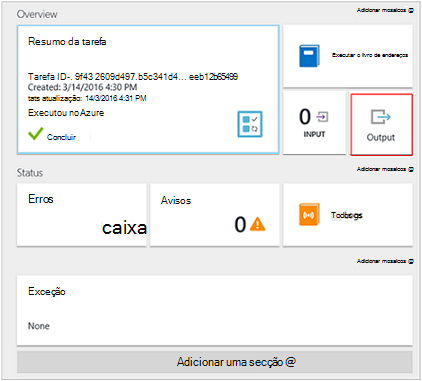 Overview
Adicionar mosaicos @
Resumo da tarefa
Tarefa ID-. 9f43 2609d497.b5c341d4... eeb12b65499
Created: 3/14/2016 4:30 PM
tats atualização: 14/3/2016 4:31 PM
Executou no Azure
Concluir
Executar o livro de endereços
0
INPUT
Output
Status
Adicionar mosaicos @
Erros
caixa
Avisos
0
Adicionar mosaicos @
Exceção
None
Adicionar uma secção @